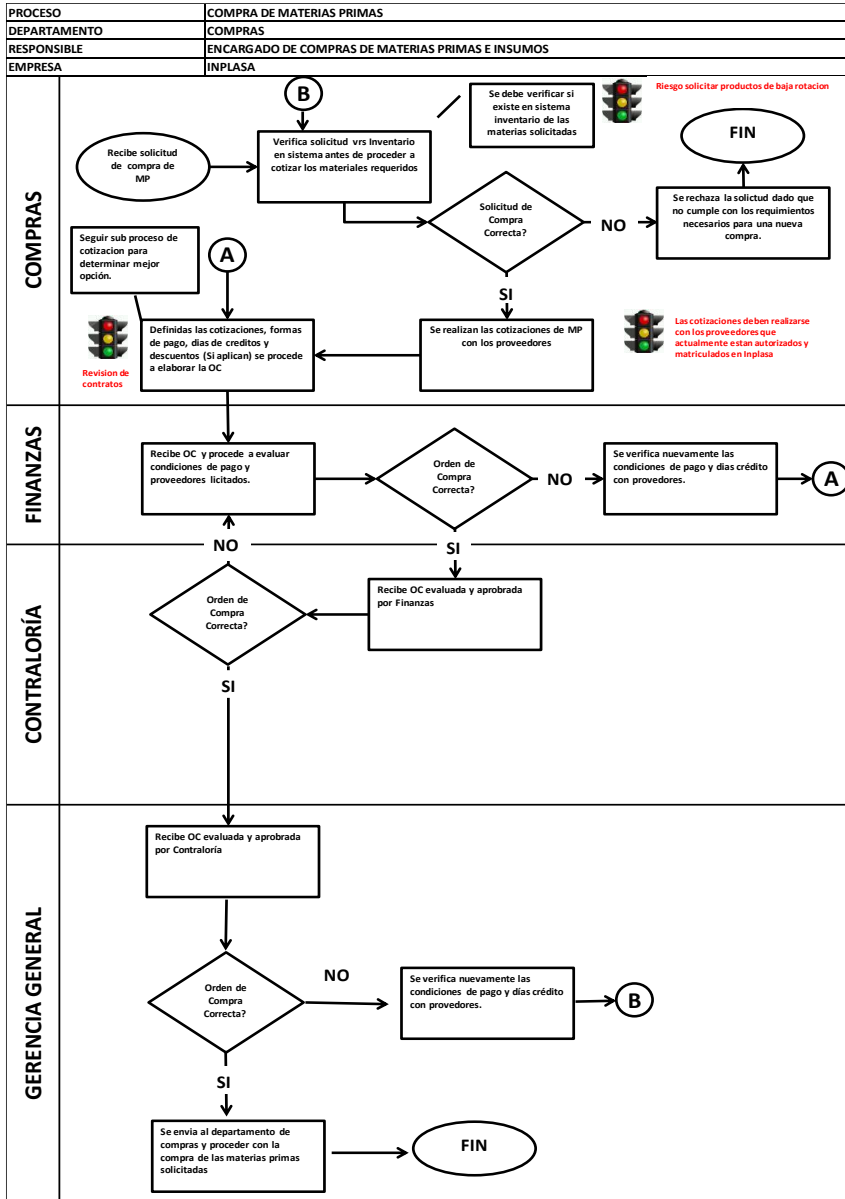 PROCESO COMPRA DE MATERIAS PRIMAS
DEPARTAMENTO COMPRAS
RESPONSIBLE ENCARGADO DE COMPRAS DE MATERIAS PRIMAS E INSUMOS
EMPRESA INPLASA
COMPRAS
B
Se debe verificar si
existe en sistema
inventario de las
materias solicitadas
Riesgo solicitar productos de baja rotacion
FIN
Recibe solicitud
de compra de
MP
Verifica solicitud vrs Inventario
en sistema antes de proceder a
cotizar los materiales requeridos
Solicitud de
Compra
Correcta?
NO
Se rechaza la solictud dado que
no cumple con los requimientos
necesarios para una nueva
compra.
Seguir sub proceso de
cotizacion para
determinar mejor
opción.
A
SI
Definidas las cotizaciones, formas
de pago, dias de creditos y
descuentos (Si aplican) se procede
a elaborar la OC
Se realizan las cotizaciones de MP
con los proveedores
Las cotizaciones deben realizarse
con los proveedores que
actualmente estan autorizados y
matriculados en Inplasa
Revision de
contratos
FINANZAS
Recibe OC y procede a evaluar
condiciones de pago y
proveedores licitados.
Orden de
Compra
Correcta?
NO
Se verifica nuevamente las
condiciones de pago y días crédito
con provedores.
A
NO
SI
CONTRALORÍA
Orden de
Compra
Correcta?
Recibe OC evaluada y aprobada
por Finanzas
SI
GERENCIA GENERAL
Recibe OC evaluada y aprobrada
por Contraloría
Orden de
Compra
Correcta?
NO
Se verifica nuevamente las
condiciones de pago y días crédito
con provedores.
B
SI
Se envia al departamento de
compras y proceder con la
compra de las materias primas
solicitadas
FIN